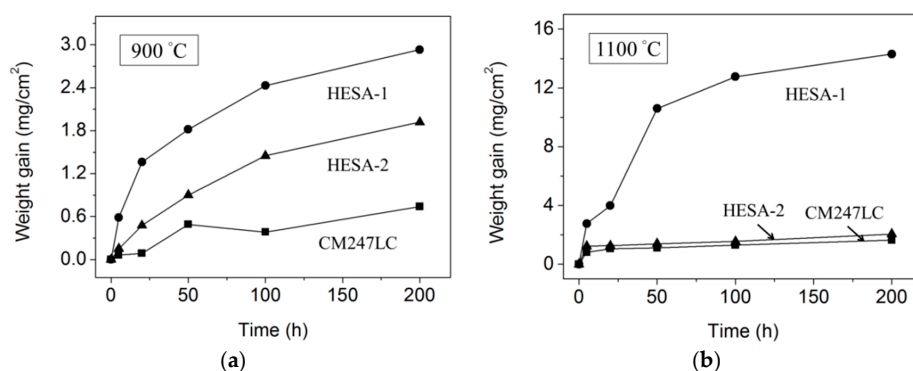 900 °C
3.0
2.4
1.8
1.2
0.6
0.0
Weight gain (mg/cm²)
HESA-1
HESA-2
CM247LC
0 50 100 150 200
Time (h)
(a)
1100 °C
16
12
8
4
0
Weight gain (mg/cm²)
HESA-1
HESA-2 CM247LC
0 50 100 150 200
Time (h)
(b)